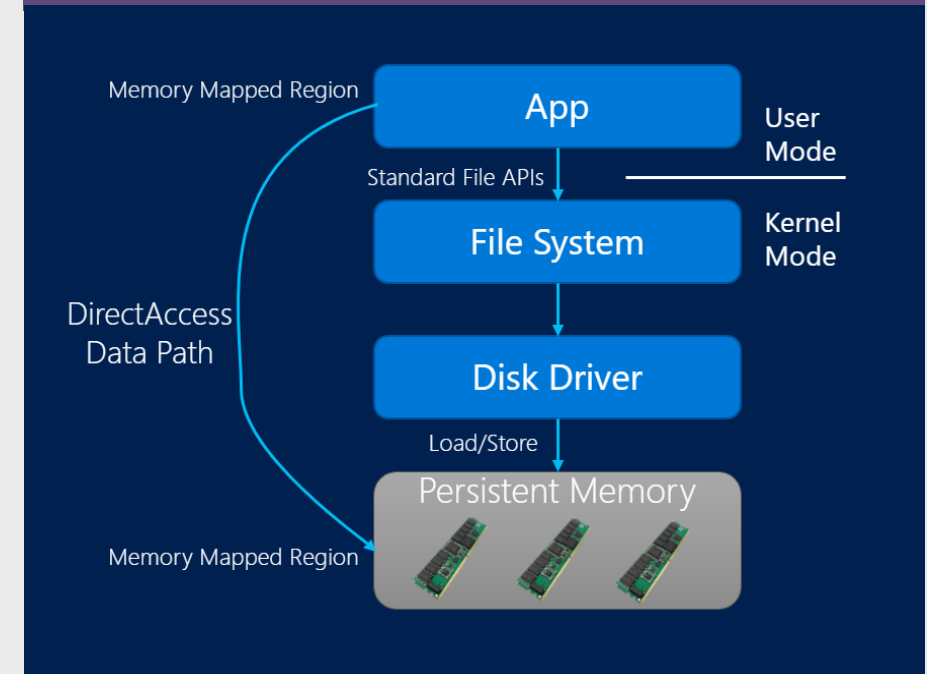 Memory Mapped Region
App
User
Mode
Standard File APIs
File System
Kernel
Mode
DirectAccess
Data Path
Disk Driver
Load/Store
Persistent Memory
Memory Mapped Region